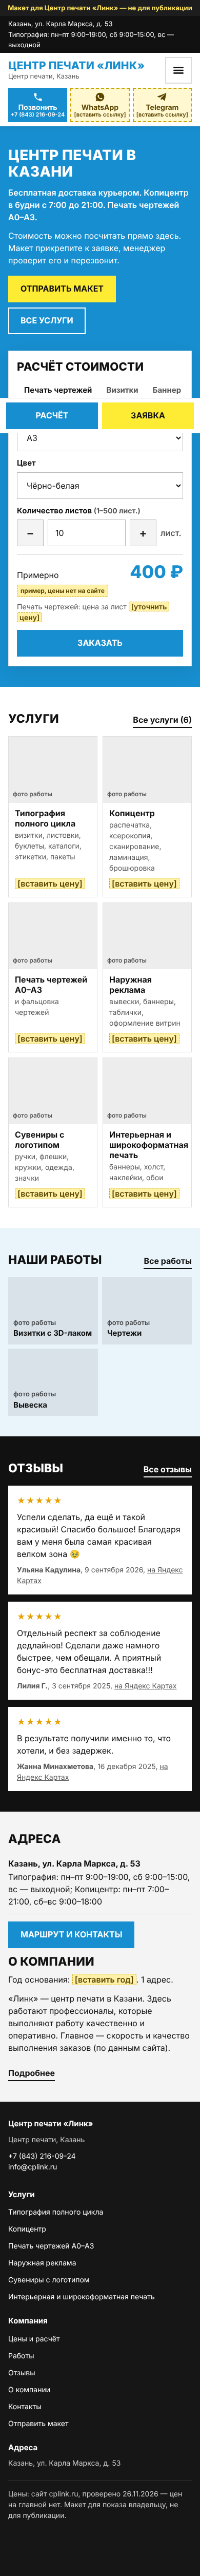 Макет для Центр печати «Линк» — не для публикации
Казань, ул. Карла Маркса, д. 53
Типография: пн–пт 9:00–19:00, сб 9:00–15:00, вс —
выходной
ЦЕНТР ПЕЧАТИ «ЛИНК»
Центр печати, Казань
Позвонить
+7 (843) 216-09-24
WhatsApp
[вставить ссылку]
Telegram
[вставить ссылку]
ЦЕНТР ПЕЧАТИ В
КАЗАНИ
Бесплатная доставка курьером. Копицентр
в будни с 7:00 до 21:00. Печать чертежей
А0–А3.
Стоимость можно посчитать прямо здесь.
Макет прикрепите к заявке, менеджер
проверит его и перезвонит.
ОТПРАВИТЬ МАКЕТ
ВСЕ УСЛУГИ
РАСЧЁТ СТОИМОСТИ
Печать чертежей
Визитки
Баннер
РАСЧЁТ
ЗАЯВКА
А3
Цвет
Чёрно-белая
Количество листов (1–500 лист.)
–
10
+
лист.
Примерно
400 ₽
пример, цены нет на сайте
Печать чертежей: цена за лист [уточнить
цену]
ЗАКАЗАТЬ
УСЛУГИ
Все услуги (6)
фото работы
фото работы
Типография
полного цикла
визитки, листовки,
буклеты, каталоги,
этикетки, пакеты
[вставить цену]
Копицентр
распечатка,
ксерокопия,
сканирование,
ламинация,
брошюровка
[вставить цену]
фото работы
фото работы
Печать чертежей
А0–А3
и фальцовка
чертежей
[вставить цену]
Наружная
реклама
вывески, баннеры,
таблички,
оформление витрин
[вставить цену]
фото работы
фото работы
Сувениры с
логотипом
ручки, флешки,
кружки, одежда,
значки
[вставить цену]
Интерьерная и
широкоформатная
печать
баннеры, холст,
наклейки, обои
[вставить цену]
НАШИ РАБОТЫ
Все работы
фото работы
Визитки с 3D-лаком
фото работы
Чертежи
фото работы
Вывеска
ОТЗЫВЫ
Все отзывы
★★★★★
Успели сделать, да ещё и такой
красивый! Спасибо большое! Благодаря
вам у меня была самая красивая
велком зона 🥹
Ульяна Кадулина, 9 сентября 2026, на Яндекс
Картах
★★★★★
Отдельный респект за соблюдение
дедлайнов! Сделали даже намного
быстрее, чем обещали. А приятный
бонус-это бесплатная доставка!!!
Лилия Г., 3 сентября 2025, на Яндекс Картах
★★★★★
В результате получили именно то, что
хотели, и без задержек.
Жанна Минахметова, 16 декабря 2025, на
Яндекс Картах
АДРЕСА
Казань, ул. Карла Маркса, д. 53
Типография: пн–пт 9:00–19:00, сб 9:00–15:00,
вс — выходной; Копицентр: пн–пт 7:00–
21:00, сб–вс 9:00–18:00
МАРШРУТ И КОНТАКТЫ
О КОМПАНИИ
Год основания: [вставить год]. 1 адрес.
«Линк» — центр печати в Казани. Здесь
работают профессионалы, которые
выполняют работу качественно и
оперативно. Главное — скорость и качество
выполнения заказов (по данным сайта).
Подробнее
Центр печати «Линк»
Центр печати, Казань
+7 (843) 216-09-24
info@cplink.ru
Услуги
Типография полного цикла
Копицентр
Печать чертежей А0–А3
Наружная реклама
Сувениры с логотипом
Интерьерная и широкоформатная печать
Компания
Цены и расчёт
Работы
Отзывы
О компании
Контакты
Отправить макет
Адреса
Казань, ул. Карла Маркса, д. 53
Цены: сайт cplink.ru, проверено 26.11.2026 — цен
на главной нет. Макет для показа владельцу, не
для публикации.